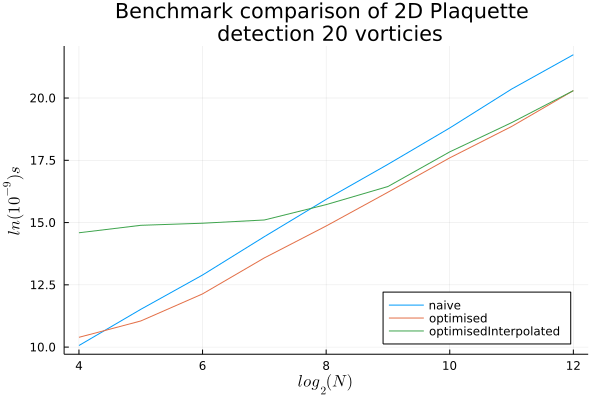 Benchmark comparison of 2D Plaquette
detection 20 vorticies
ln(10⁻⁹)s
20.0
17.5
15.0
12.5
10.0
naive
optimised
optimisedInterpolated
4 6 8 10 12
log₂(N)